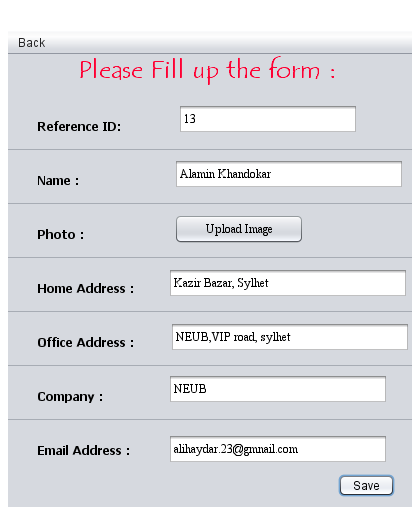 Back
Please Fill up the form :
Reference ID: 13
Name : Alamin Khandokar
Photo : Upload Image
Home Address : Kazir Bazar, Sylhet
Office Address : NEUB,VIP road, sylhet
Company : NEUB
Email Address : alihaydar.23@gmnail.com
Save